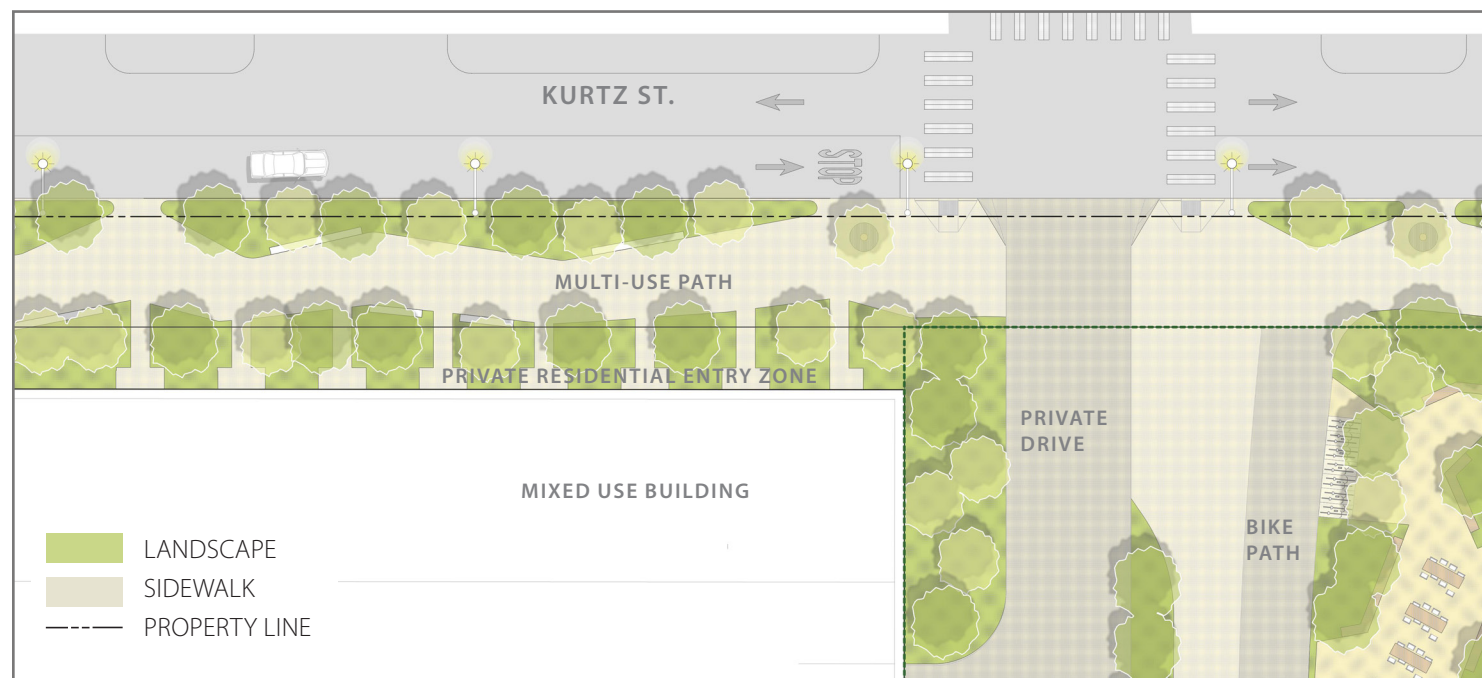 KURTZ ST.
STOP
MULTI-USE PATH
PRIVATE RESIDENTIAL ENTRY ZONE
PRIVATE
DRIVE
MIXED USE BUILDING
BIKE
PATH
LANDSCAPE
SIDEWALK
PROPERTY LINE